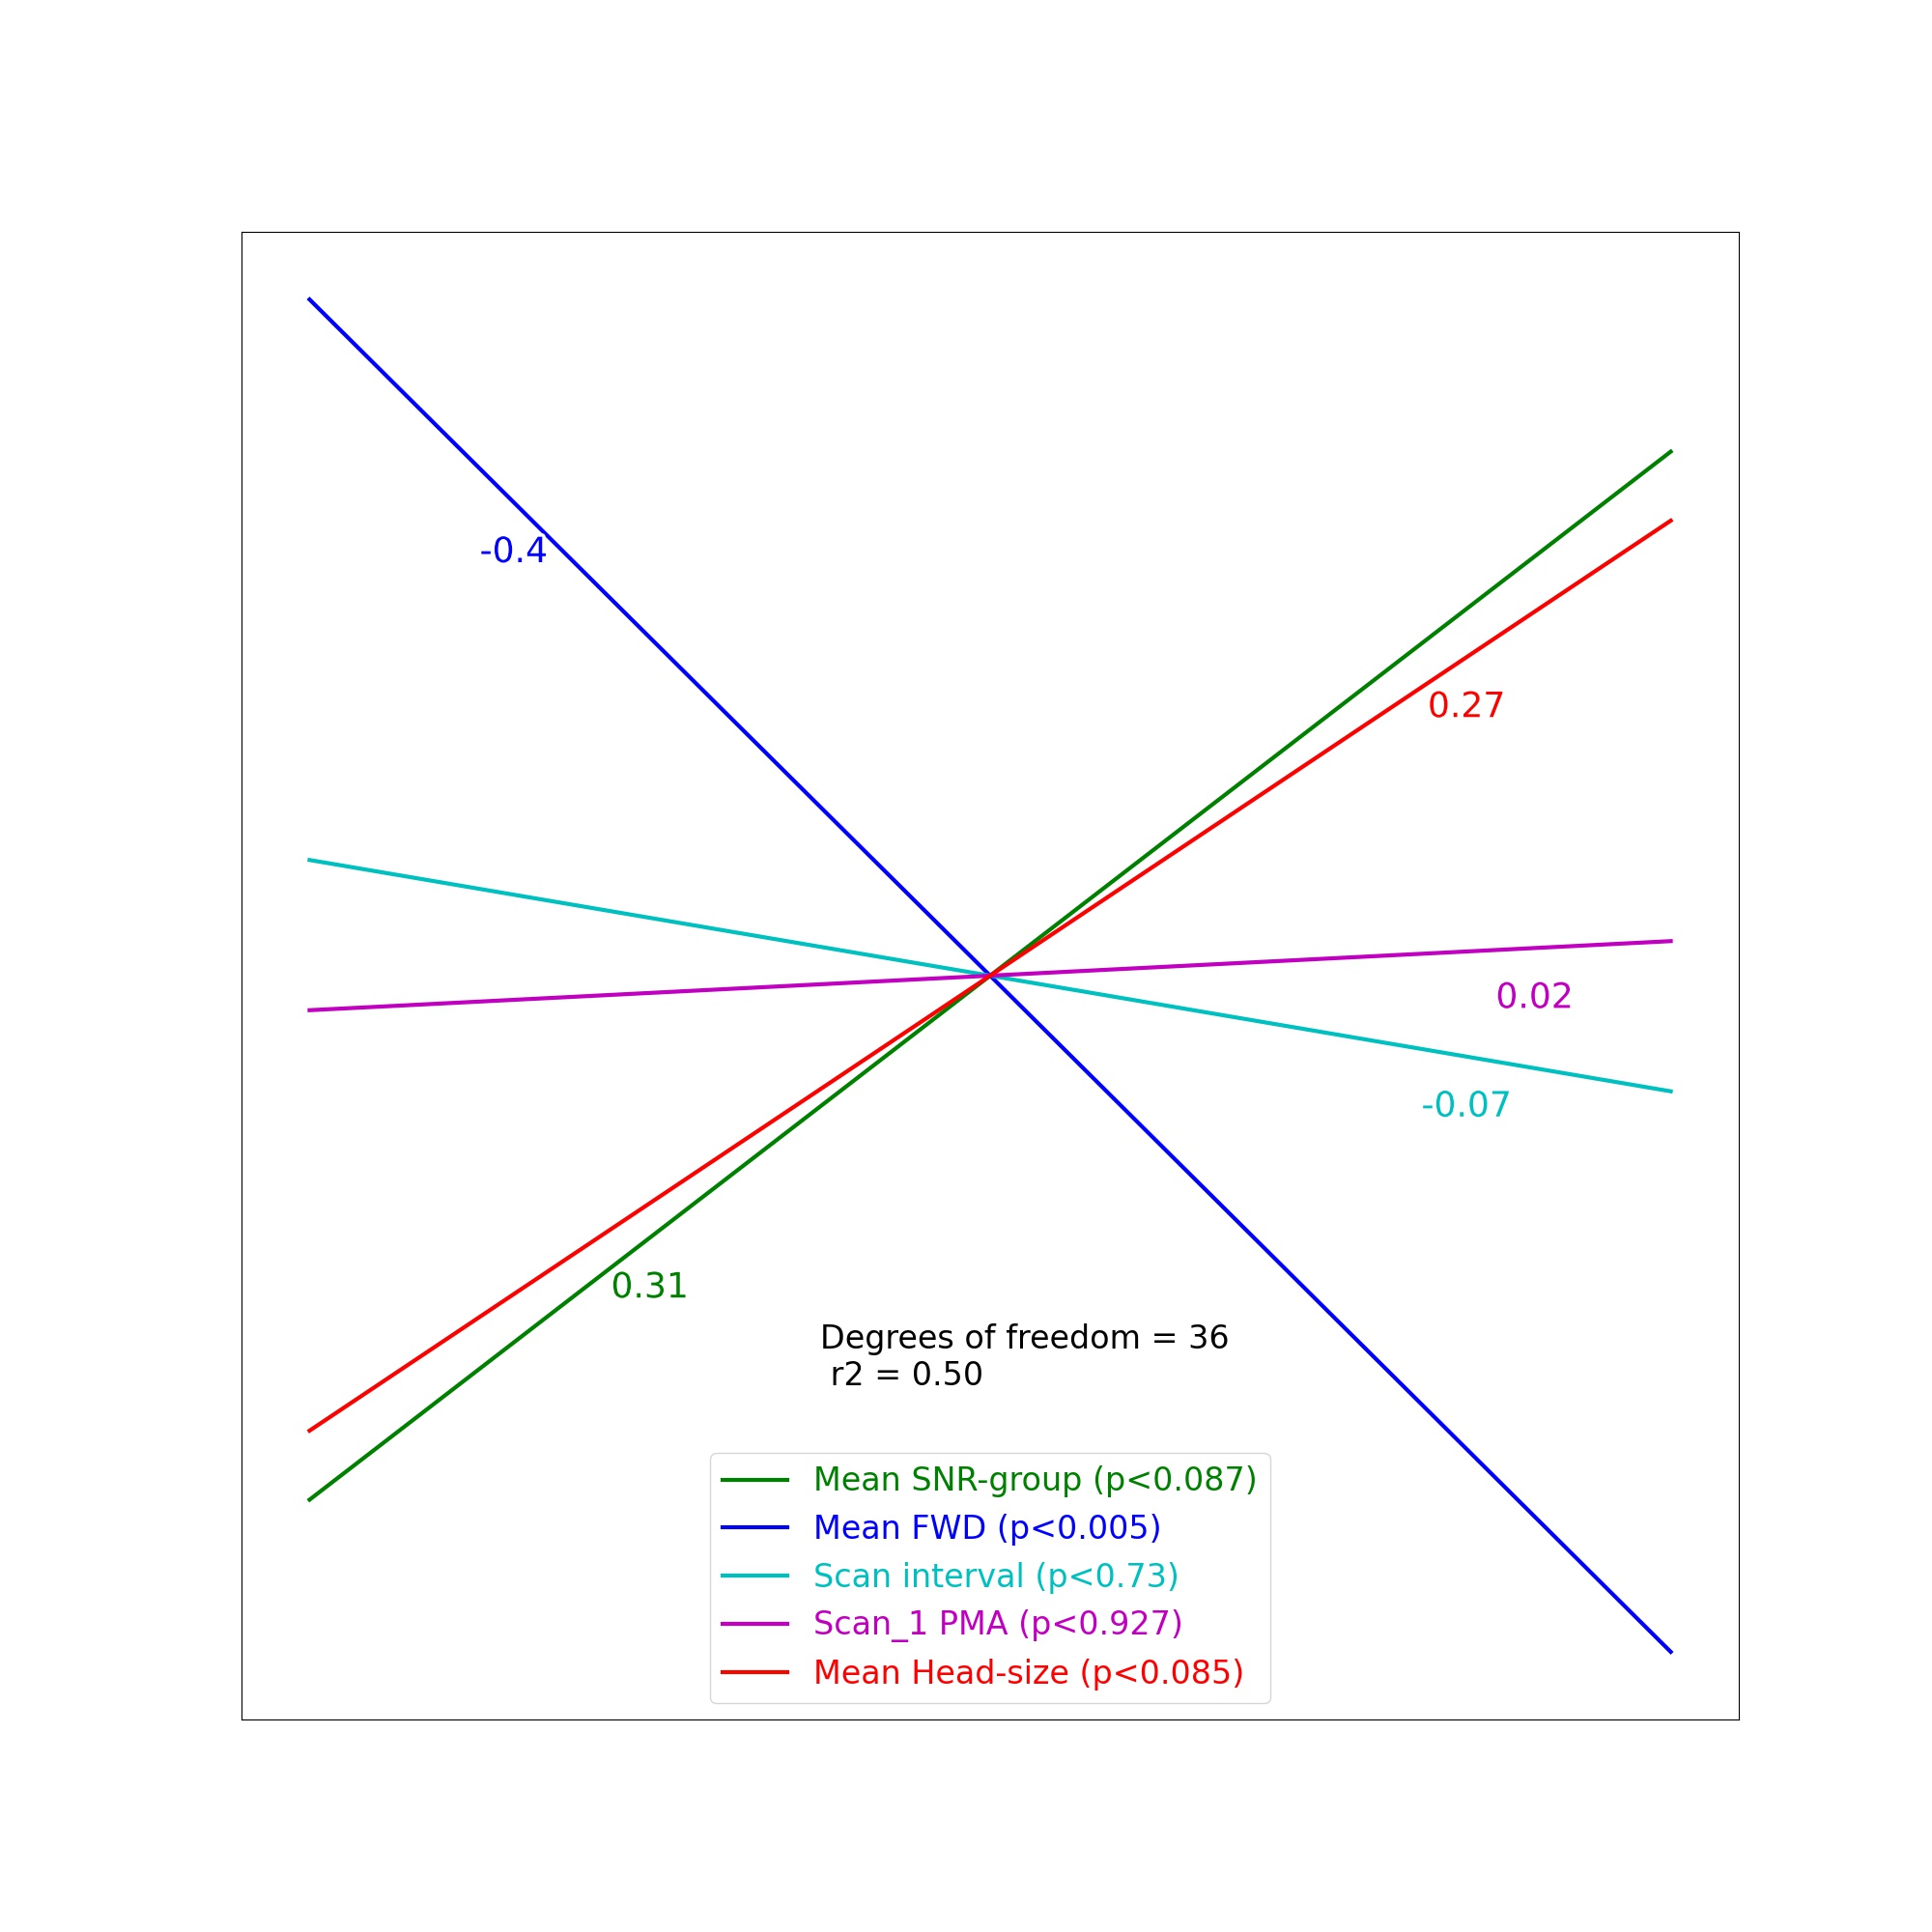 -0.4
0.27
0.02
-0.07
0.31
Degrees of freedom = 36
r2 = 0.50
Mean SNR-group (p<0.087)
Mean FWD (p<0.005)
Scan interval (p<0.73)
Scan_1 PMA (p<0.927)
Mean Head-size (p<0.085)